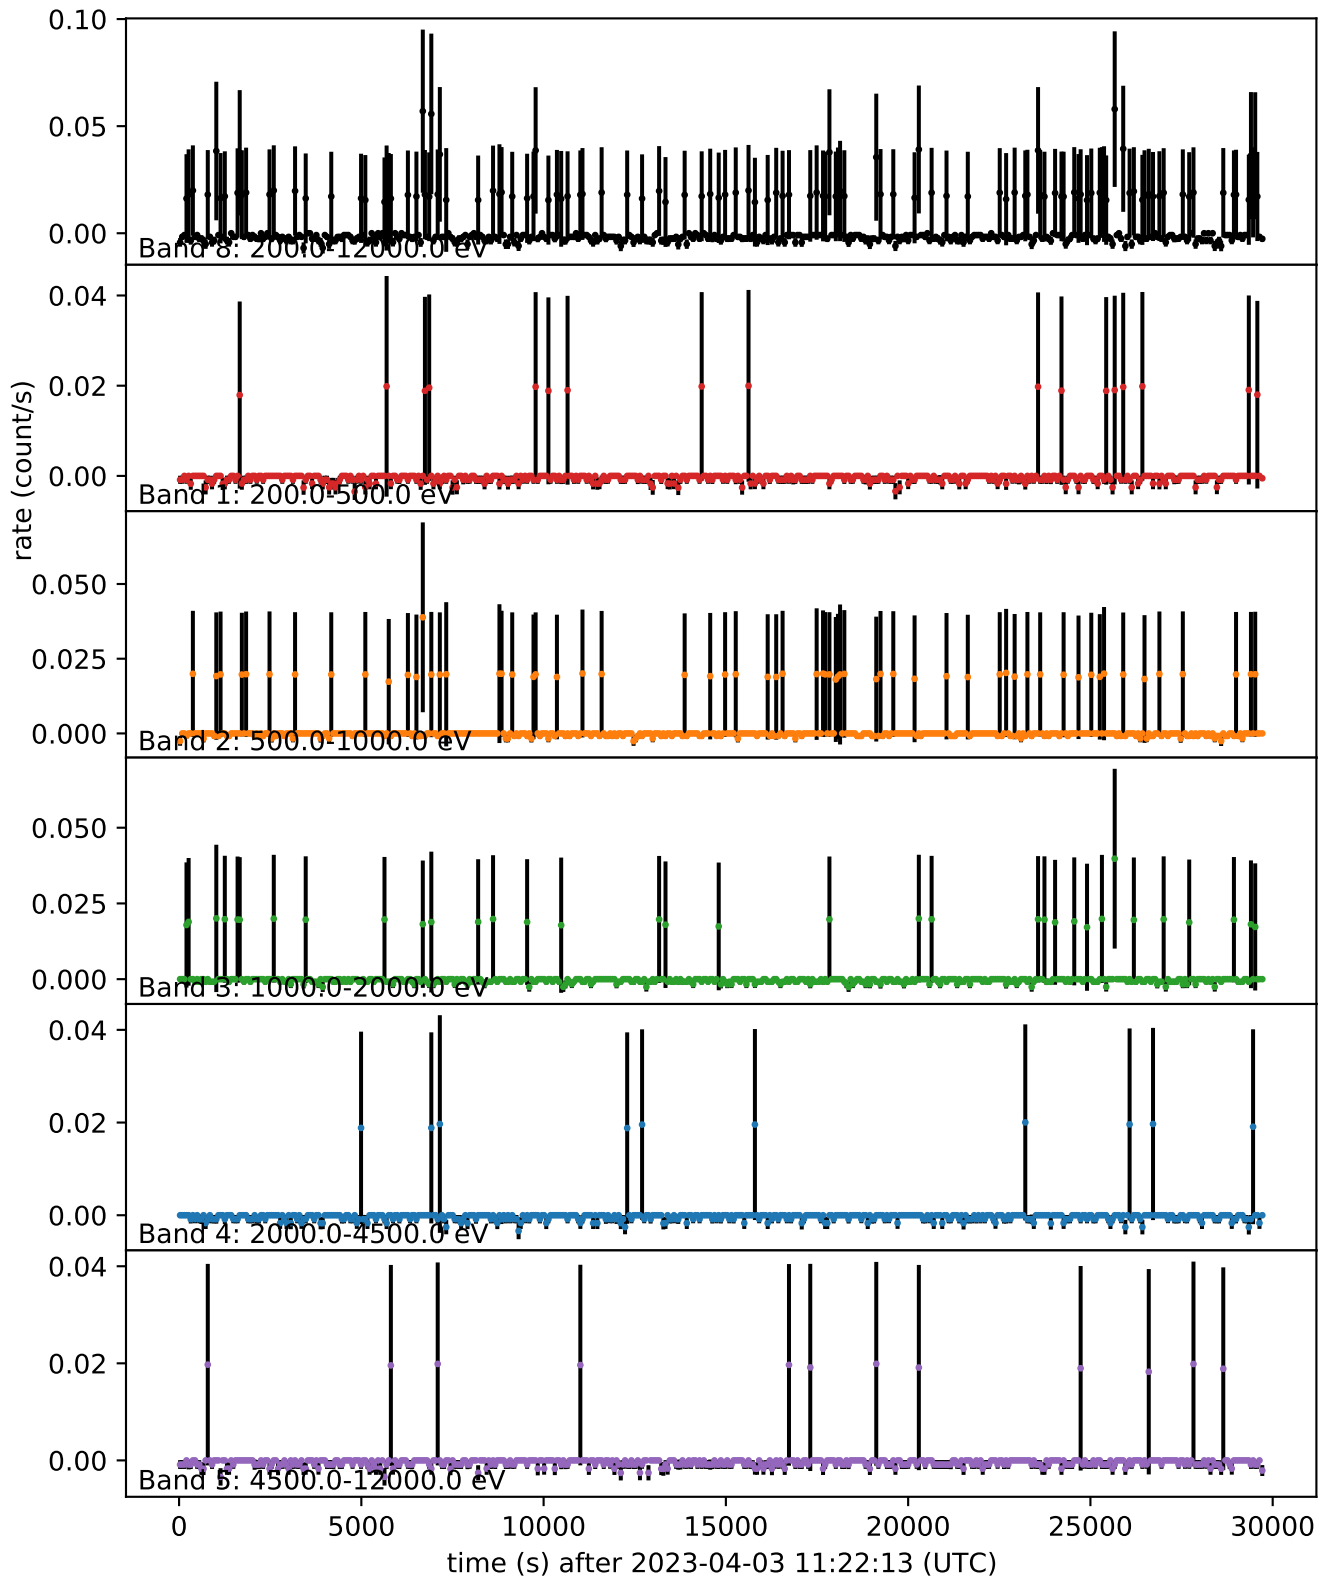 0.10
0.05
0.00
Band 8: 200.0-12000.0 eV
0.04
0.02
0.00
Band 1: 200.0-500.0 eV
rate (count/s)
0.050
0.025
0.000
Band 2: 500.0-1000.0 eV
0.050
0.025
0.000
Band 3: 1000.0-2000.0 eV
0.04
0.02
0.00
Band 4: 2000.0-4500.0 eV
0.04
0.02
0.00
Band 5: 4500.0-12000.0 eV
0 5000 10000 15000 20000 25000 30000
time (s) after 2023-04-03 11:22:13 (UTC)